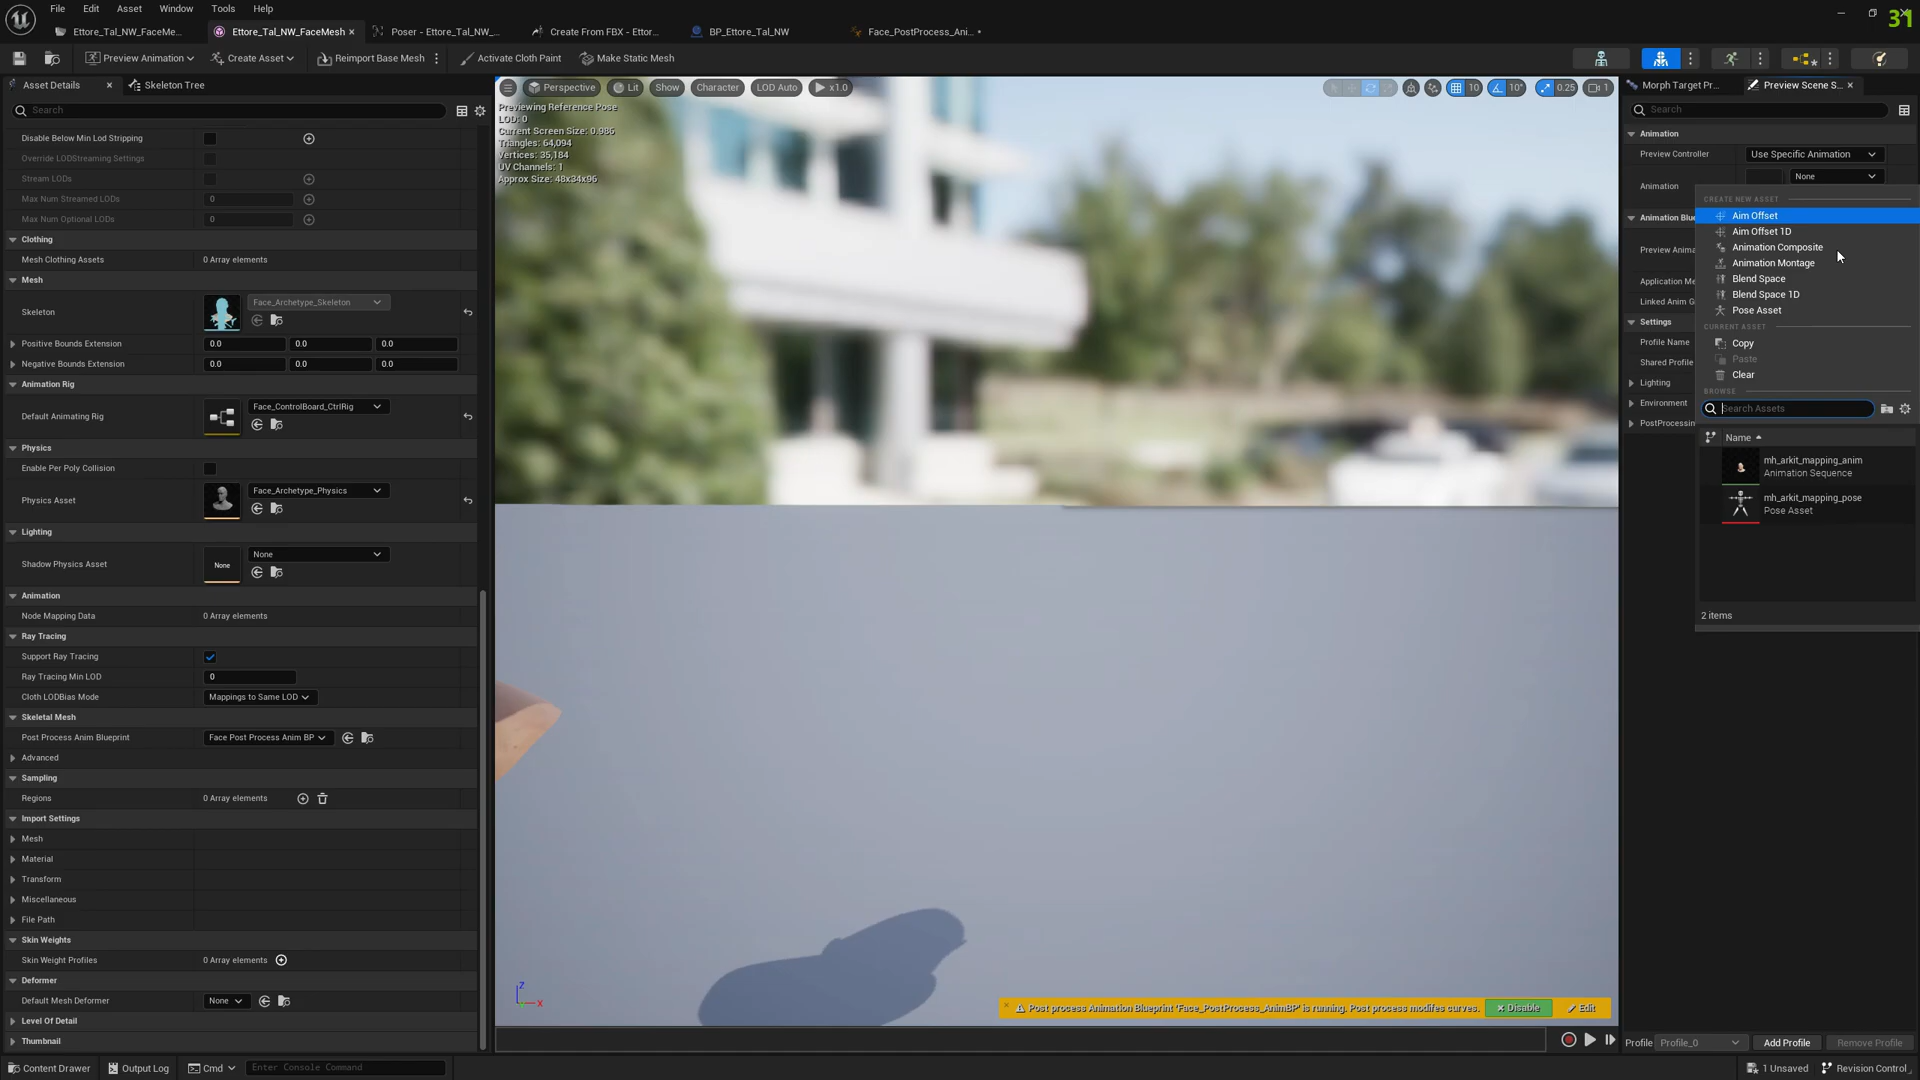 File Edit Asset Window Tools Help
31
Ettore_Tal_NW_FaceMe... Ettore_Tal_NW_FaceMesh Poser - Ettore_Tal_NW_... Create From FBX - Ettor... BP_Ettore_Tal_NW Face_PostProcess_Ani... •
Preview Animation Create Asset Reimport Base Mesh Activate Cloth Paint Make Static Mesh
Asset Details Skeleton Tree
Search
Disable Below Min Lod Stripping
Override LODStreaming Settings
Stream LODs
Max Num Streamed LODs 0
Max Num Optional LODs 0
Clothing
Mesh Clothing Assets 0 Array elements
Mesh
Skeleton Face_Archetype_Skeleton
Positive Bounds Extension 0.0 0.0 0.0
Negative Bounds Extension 0.0 0.0 0.0
Animation Rig
Default Animating Rig Face_ControlBoard_CtrlRig
Physics
Enable Per Poly Collision
Physics Asset Face_Archetype_Physics
Lighting
Shadow Physics Asset None None
Animation
Node Mapping Data 0 Array elements
Ray Tracing
Support Ray Tracing
Ray Tracing Min LOD 0
Cloth LODBias Mode Mappings to Same LOD
Skeletal Mesh
Post Process Anim Blueprint Face Post Process Anim BP
Advanced
Sampling
Regions 0 Array elements
Import Settings
Mesh
Material
Transform
Miscellaneous
File Path
Skin Weights
Skin Weight Profiles 0 Array elements
Deformer
Default Mesh Deformer None
Level Of Detail
Thumbnail
Perspective Lit Show Character LOD Auto x1.0 10 10° 0.25 1
Previewing Reference Pose
LOD: 0
Current Screen Size: 0.986
Triangles: 64,094
Vertices: 35,184
UV Channels: 1
Approx Size: 48x34x96
Z
X
Post process Animation Blueprint 'Face_PostProcess_AnimBP' is running. Post process modifes curves. Disable Edit
Morph Target Pr... Preview Scene S...
Search
Animation
Preview Controller Use Specific Animation
Animation None
Animation Blue
Preview Anima
Application Me
Linked Anim G
Settings
Profile Name
Shared Profile
Lighting
Environment
PostProcessin
CREATE NEW ASSET
Aim Offset
Aim Offset 1D
Animation Composite
Animation Montage
Blend Space
Blend Space 1D
Pose Asset
CURRENT ASSET
Copy
Paste
Clear
BROWSE
Search Assets
Name
mh_arkit_mapping_anim
Animation Sequence
mh_arkit_mapping_pose
Pose Asset
2 items
Profile Profile_0 Add Profile Remove Profile
Content Drawer Output Log Cmd Enter Console Command 1 Unsaved Revision Control